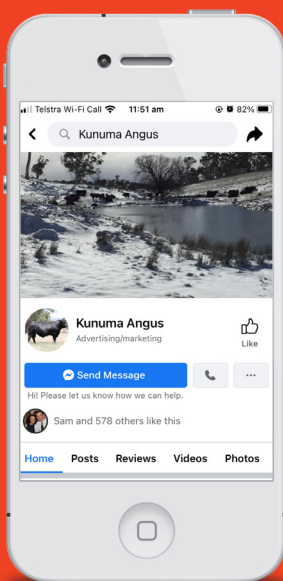 Telstra Wi-Fi Call 11:51 am 82%
Kunuma Angus
Kunuma Angus
Advertising/marketing
Like
Send Message
Hi! Please let us know how we can help.
Sam and 578 others like this
Home Posts Reviews Videos Photos